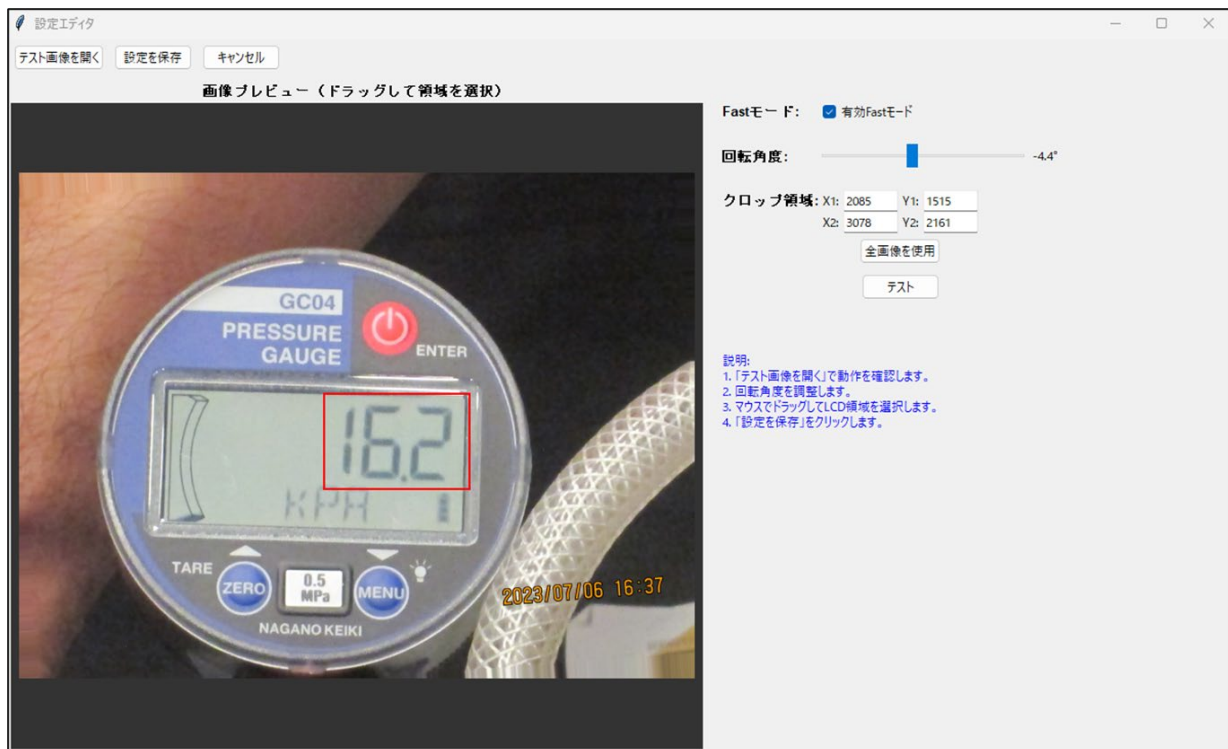 設定エディタ
テスト画像を開く 設定を保存 キャンセル
画像プレビュー（ドラッグして領域を選択）
Fastモード: 有効Fastモード
回転角度: -4.4°
クロップ領域: X1: 2085 Y1: 1515
X2: 3078 Y2: 2161
全画像を使用
テスト
説明:
1. 「テスト画像を開く」で動作を確認します。
2. 回転角度を調整します。
3. マウスでドラッグしてLCD領域を選択します。
4. 「設定を保存」をクリックします。
GC04
PRESSURE
GAUGE
ENTER
16.2
KPA
TARE
ZERO
0.5
MPa
MENU
NAGANO KEIKI
2023/07/06 16:37